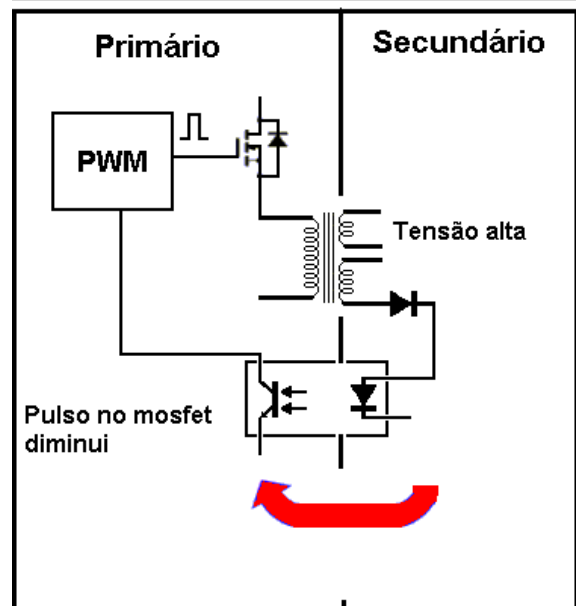 Primário
Secundário
PWM
Tensão alta
Pulso no mosfet
diminui